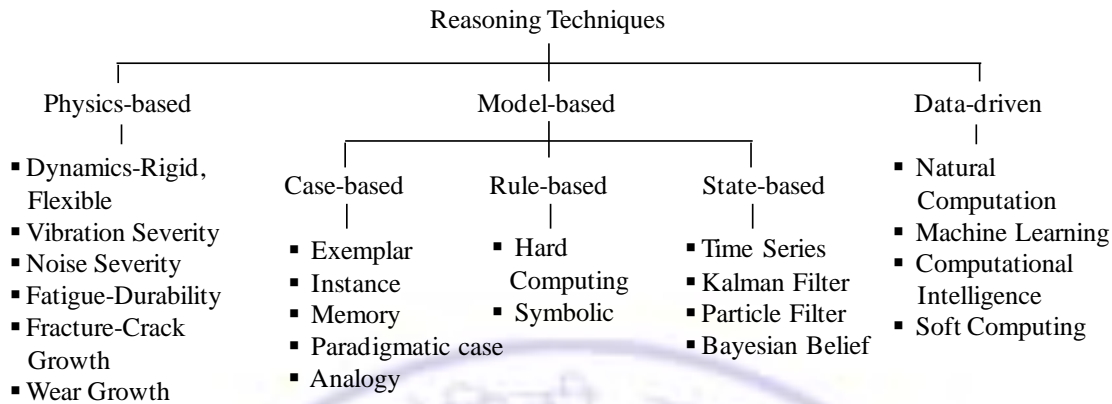 Reasoning Techniques
Physics-based
▪ Dynamics-Rigid,
Flexible
▪ Vibration Severity
▪ Noise Severity
▪ Fatigue-Durability
▪ Fracture-Crack
Growth
▪ Wear Growth
Model-based
Case-based
▪ Exemplar
▪ Instance
▪ Memory
▪ Paradigmatic case
▪ Analogy
Rule-based
▪ Hard
Computing
▪ Symbolic
State-based
▪ Time Series
▪ Kalman Filter
▪ Particle Filter
▪ Bayesian Belief
Data-driven
▪ Natural
Computation
▪ Machine Learning
▪ Computational
Intelligence
▪ Soft Computing